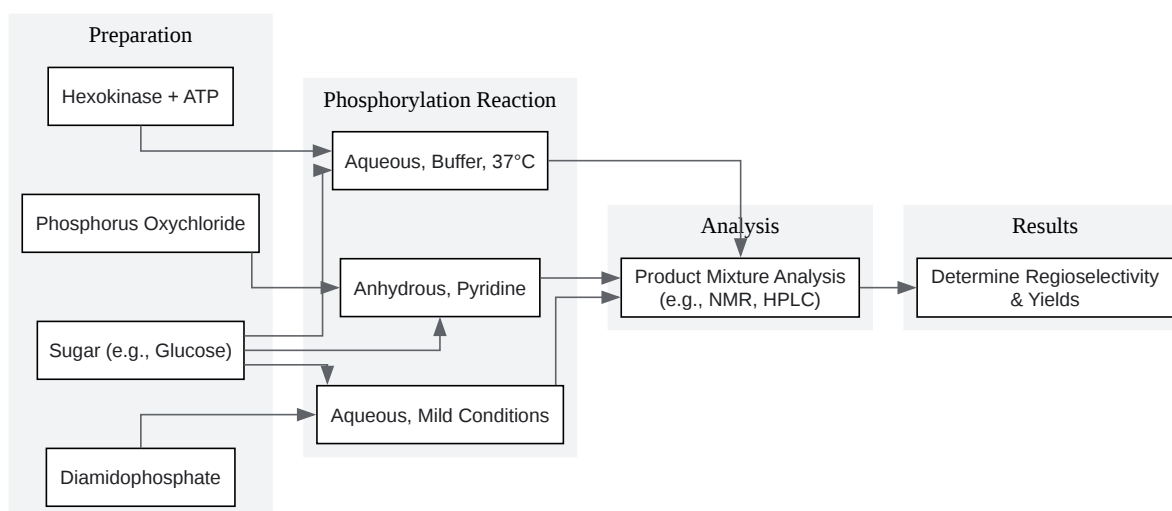 Preparation
Hexokinase + ATP
Phosphorus Oxychloride
Sugar (e.g., Glucose)
Diamidophosphate
Phosphorylation Reaction
Aqueous, Buffer, 37°C
Anhydrous, Pyridine
Aqueous, Mild Conditions
Analysis
Product Mixture Analysis
(e.g., NMR, HPLC)
Results
Determine Regioselectivity
& Yields